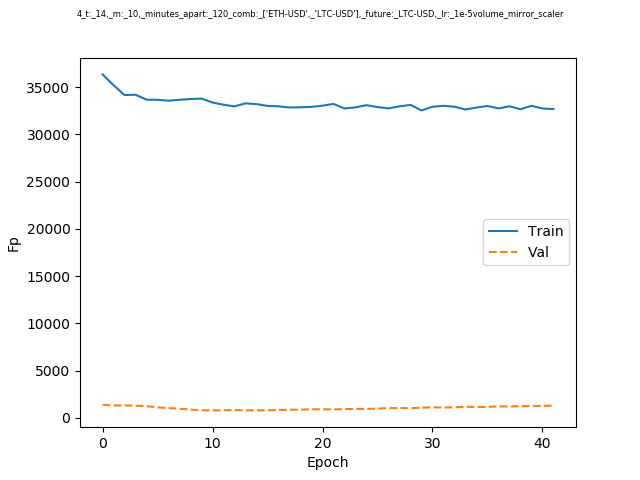 4_t:_14,_m:_10,_minutes_apart:_120_comb:_['ETH-USD',_'LTC-USD'],_future:_LTC-USD,_lr:_1e-5volume_mirror_scaler
35000
30000
25000
20000
15000
10000
5000
0
Fp
Train
Val
0 10 20 30 40
Epoch